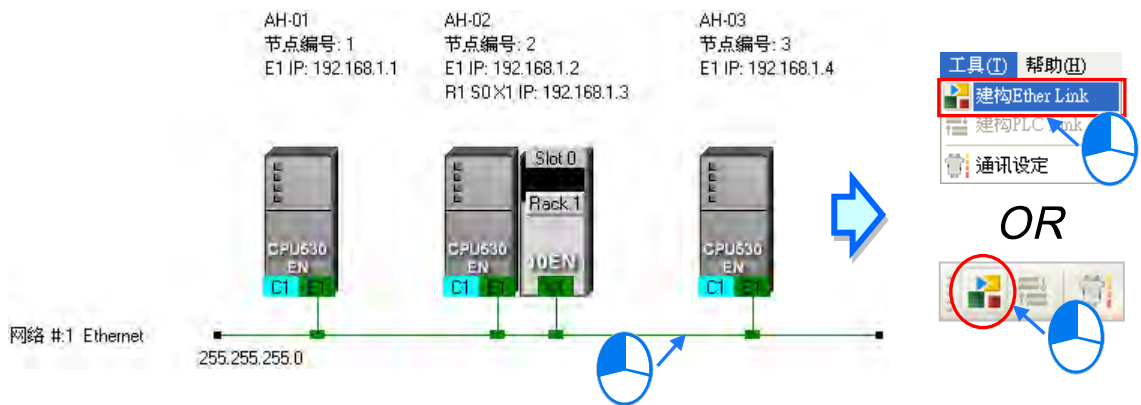 AH-01
节点编号: 1
E1 IP: 192.168.1.1
AH-02
节点编号: 2
E1 IP: 192.168.1.2
R1 S0 X1 IP: 192.168.1.3
AH-03
节点编号: 3
E1 IP: 192.168.1.4
Slot 0
Rack 1
CPU530
EN
C1 E1
CPU530
EN
C1 E1
10EN
X1
CPU530
EN
C1 E1
网络 #:1 Ethernet
255.255.255.0
工具(T) 帮助(H)
建构Ether Link
建构PLC Link
通讯设定
OR